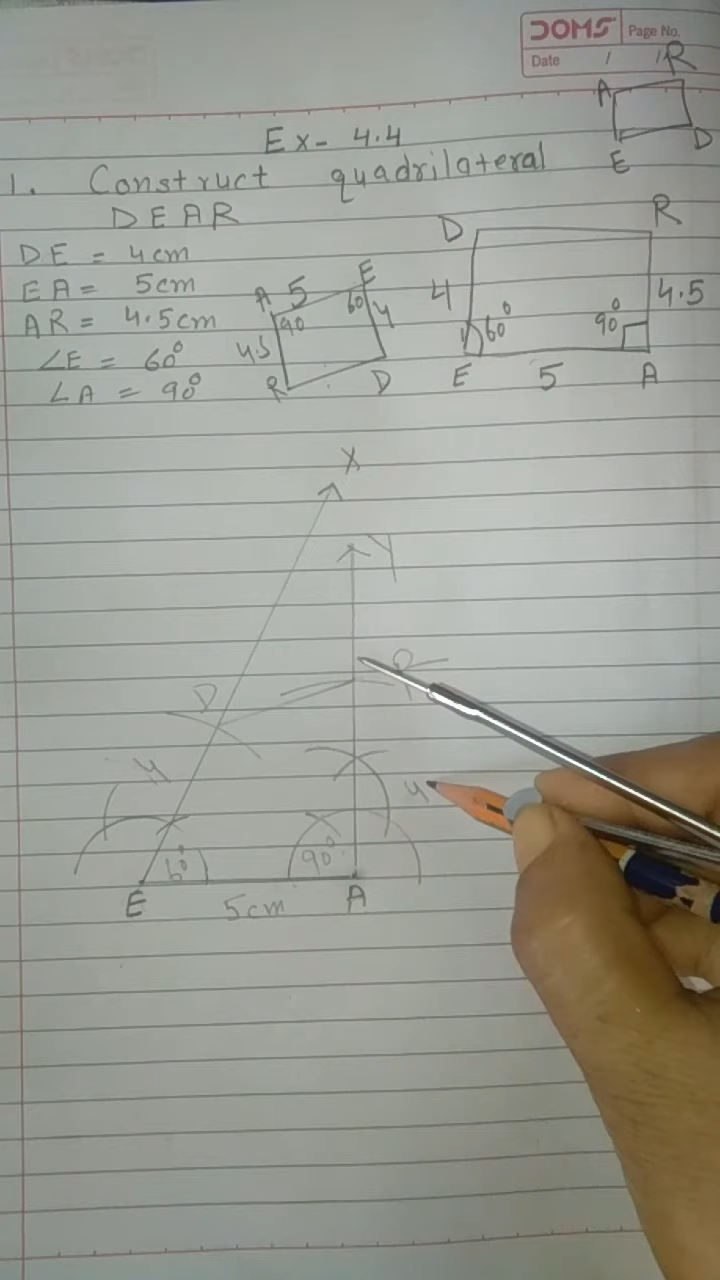 DOMS Page No.
Date / /
R
A
D
E
Ex- 4.4
1. Construct quadrilateral
DEAR
DE = 4cm
EA = 5cm
AR = 4.5cm
∠E = 60°
∠A = 90°
A 5 E
90 60 4
4.5
R D
D R
4 60° 90° 4.5
E 5 A
X
Y
D R
4
4
60° 90°
E 5cm A